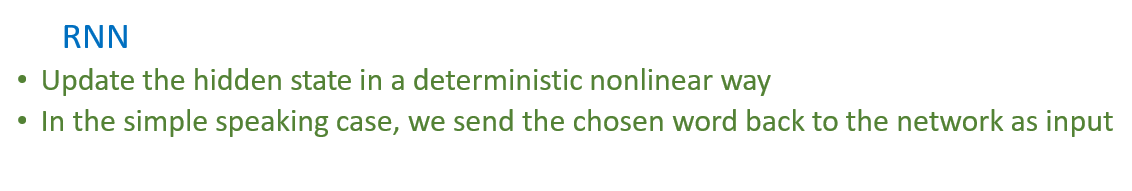 RNN
• Update the hidden state in a deterministic nonlinear way
• In the simple speaking case, we send the chosen word back to the network as input